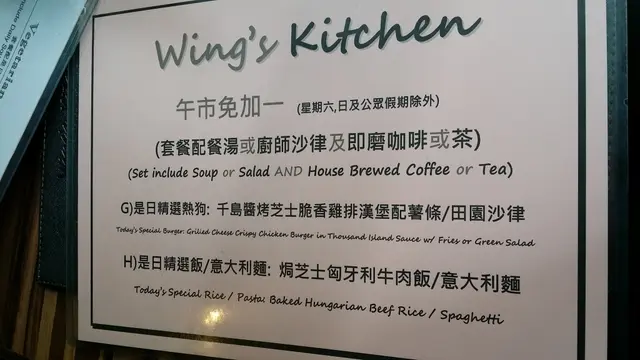 Wing's Kitchen
午市免加一 (星期六,日及公眾假期除外)
(套餐配餐湯或廚師沙律及即磨咖啡或茶)
(Set include Soup or Salad AND House Brewed Coffee or Tea)
G)是日精選熱狗: 千島醬烤芝士脆香雞排漢堡配薯條/田園沙律
Today's Special Burger: Grilled Cheese Crispy Chicken Burger in Thousand Island Sauce w/ Fries or Green Salad
H)是日精選飯/意大利麵: 焗芝士匈牙利牛肉飯/意大利麵
Today's Special Rice / Pasta: Baked Hungarian Beef Rice / Spaghetti
Vegetarian